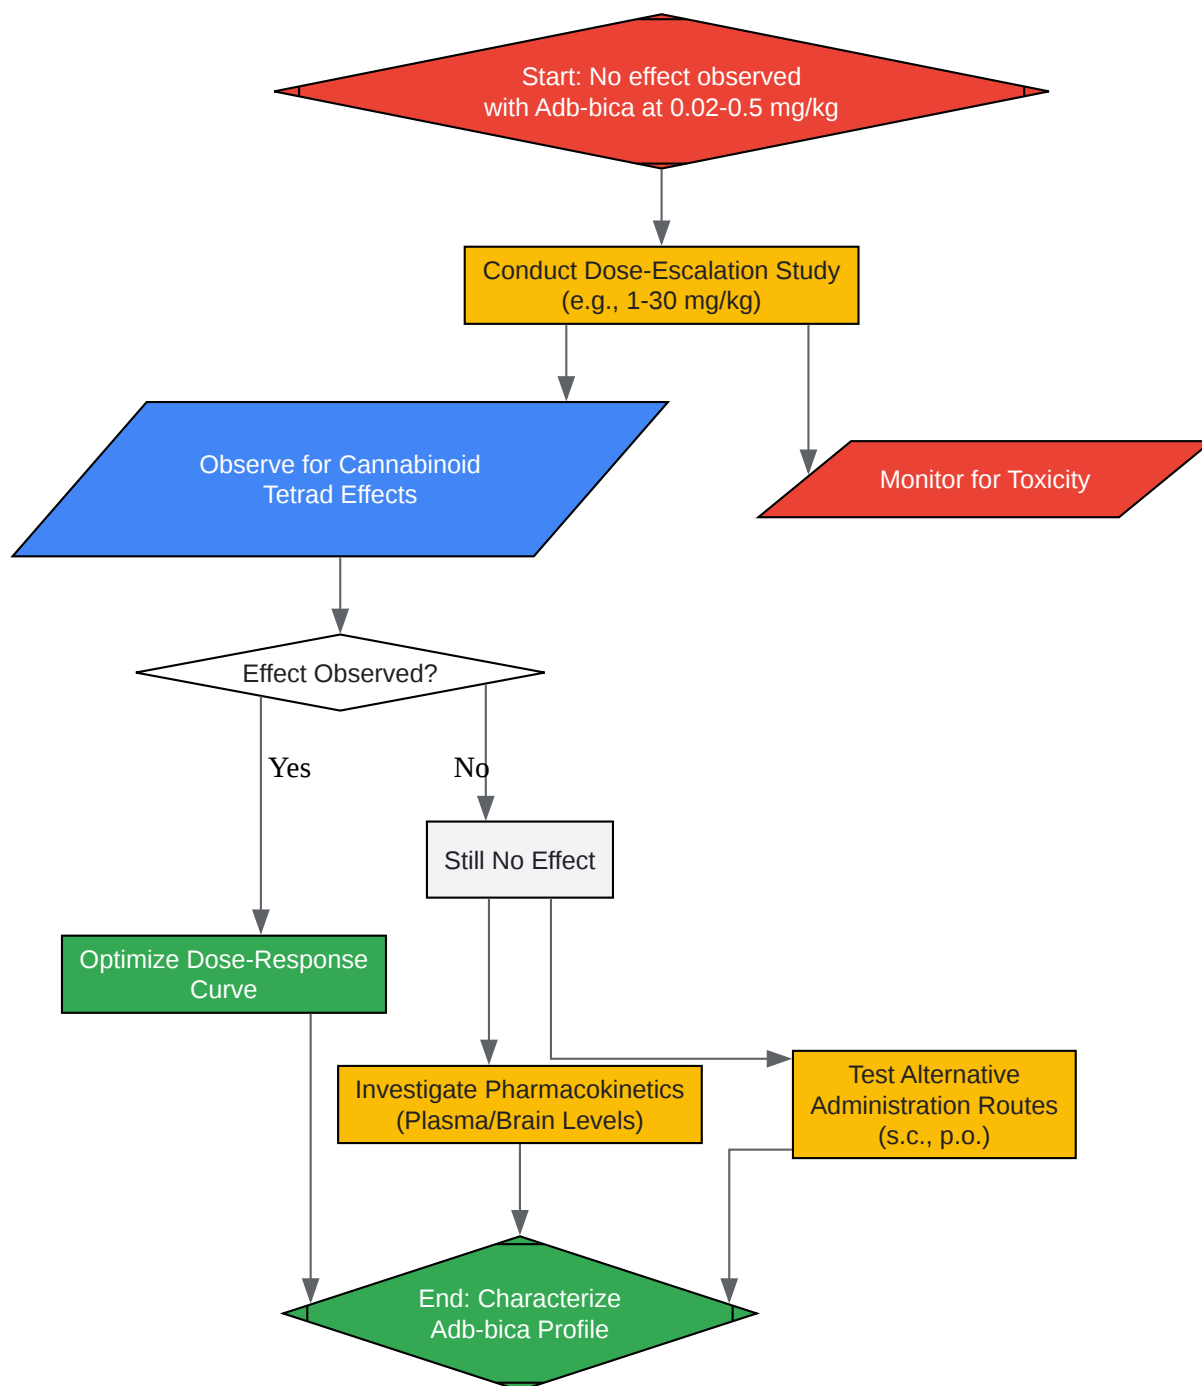 Start: No effect observed
with Adb-bica at 0.02-0.5 mg/kg
Conduct Dose-Escalation Study
(e.g., 1-30 mg/kg)
Observe for Cannabinoid
Tetrad Effects
Monitor for Toxicity
Effect Observed?
Yes
No
Still No Effect
Optimize Dose-Response
Curve
Investigate Pharmacokinetics
(Plasma/Brain Levels)
Test Alternative
Administration Routes
(s.c., p.o.)
End: Characterize
Adb-bica Profile